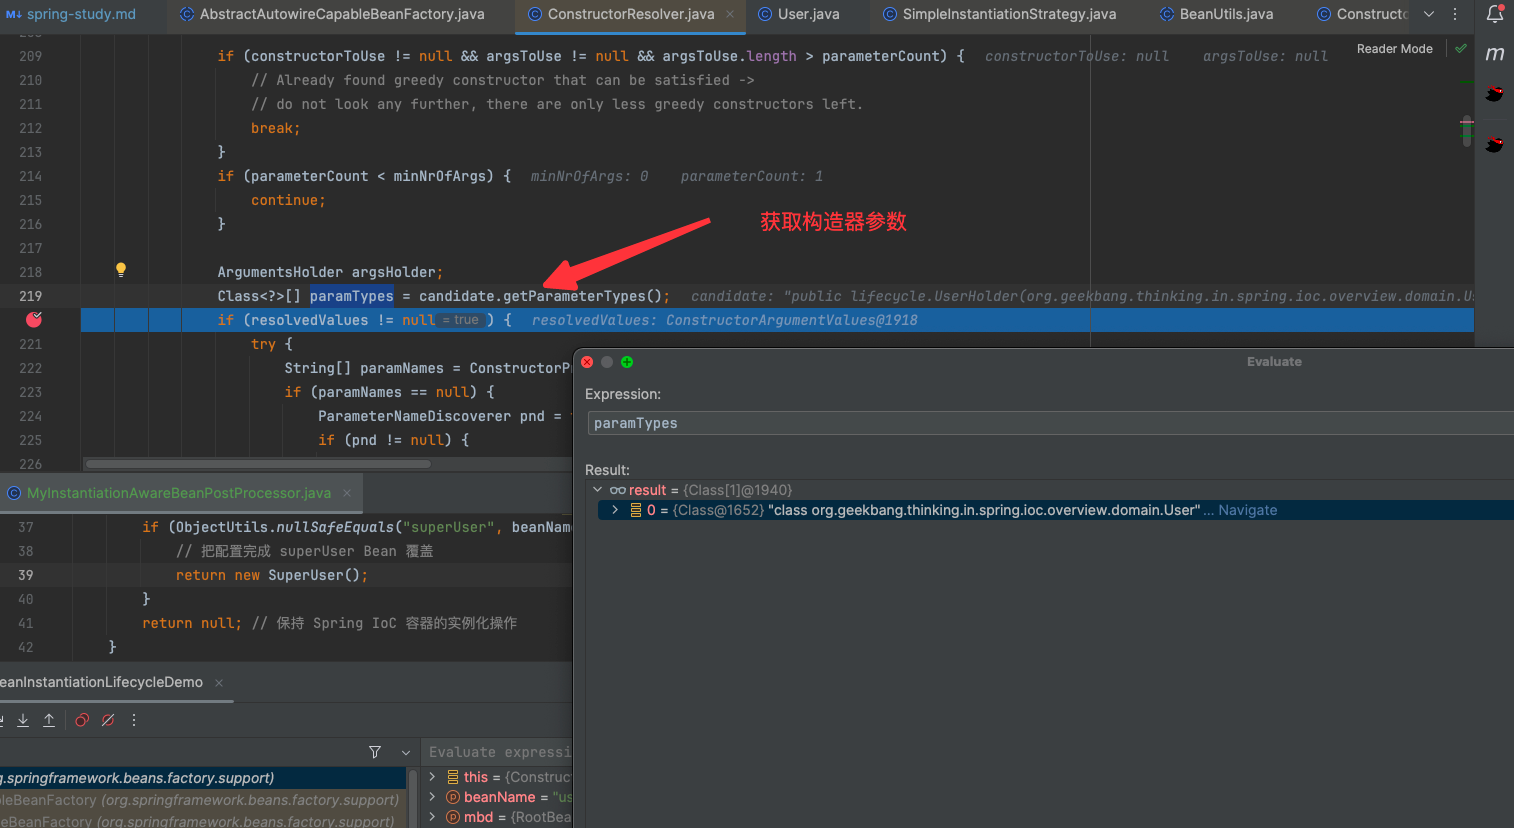 spring-study.md AbstractAutowireCapableBeanFactory.java ConstructorResolver.java User.java SimpleInstantiationStrategy.java BeanUtils.java
Reader Mode
209 if (constructorToUse != null && argsToUse != null && argsToUse.length > parameterCount) { constructorToUse: null argsToUse: null
210 // Already found greedy constructor that can be satisfied ->
211 // do not look any further, there are only less greedy constructors left.
212 break;
213 }
214 if (parameterCount < minNrOfArgs) { minNrOfArgs: 0 parameterCount: 1
215 continue;
216 }
获取构造器参数
217
218 ArgumentsHolder argsHolder;
219 Class<?>[] paramTypes = candidate.getParameterTypes(); candidate: "public lifecycle.UserHolder(org.geekbang.thinking.in.spring.ioc.overview.domain.Us
if (resolvedValues != null = true ) { resolvedValues: ConstructorArgumentValues@1918
221 try {
222 String[] paramNames =
223 if (paramNames == null) {
224 ParameterNameDiscoverer pnd =
225 if (pnd != null) {
226
Evaluate
Expression:
paramTypes
Result:
result = {Class[1]@1940}
0 = {Class@1652} "class org.geekbang.thinking.in.spring.ioc.overview.domain.User" ... Navigate
MyInstantiationAwareBeanPostProcessor.java
37 if (ObjectUtils.nullSafeEquals("superUser", beanName
38 // 把配置完成 superUser Bean 覆盖
39 return new SuperUser();
40 }
41 return null; // 保持 Spring IoC 容器的实例化操作
42 }
eanInstantiationLifecycleDemo
Evaluate expressi
g.springframework.beans.factory.support)
leBeanFactory (org.springframework.beans.factory.support)
leBeanFactory (org.springframework.beans.factory.support)
this = {Construc
beanName = "us
mbd = {RootBea